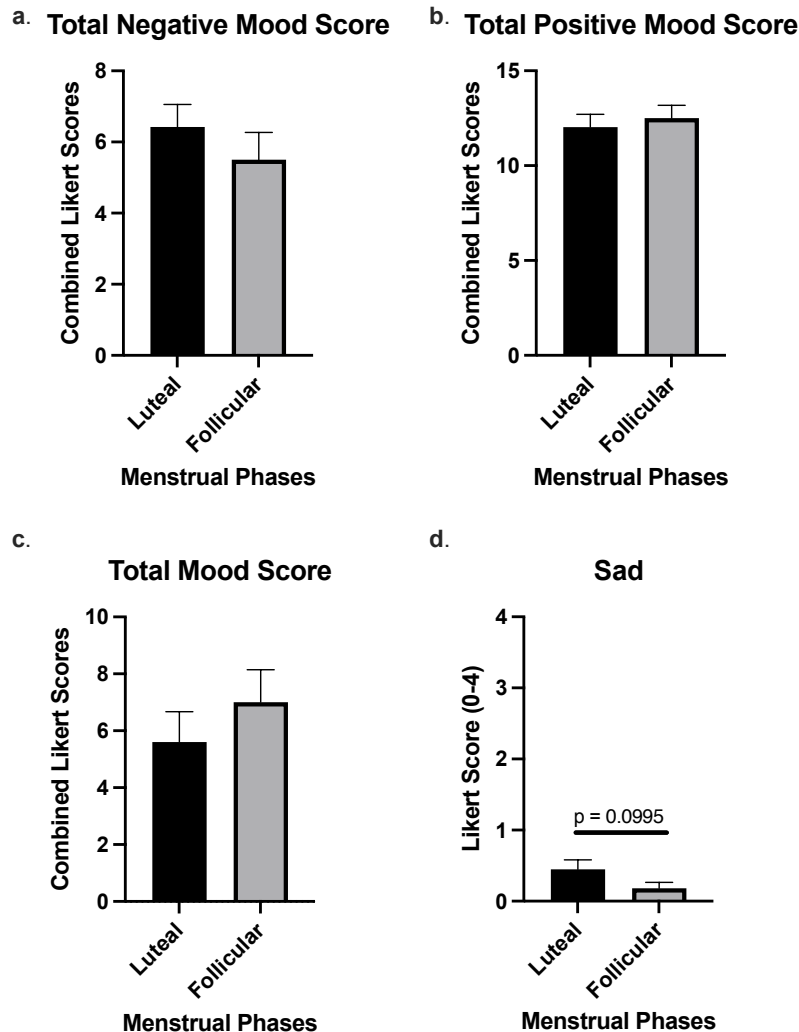 a. Total Negative Mood Score
Combined Likert Scores
8
6
4
2
0
Luteal
Follicular
Menstrual Phases
b. Total Positive Mood Score
Combined Likert Scores
15
10
5
0
Luteal
Follicular
Menstrual Phases
c.
Total Mood Score
Combined Likert Scores
10
8
6
4
2
0
Luteal
Follicular
Menstrual Phases
d.
Sad
Likert Score (0-4)
4
3
2
1
0
p = 0.0995
Luteal
Follicular
Menstrual Phases